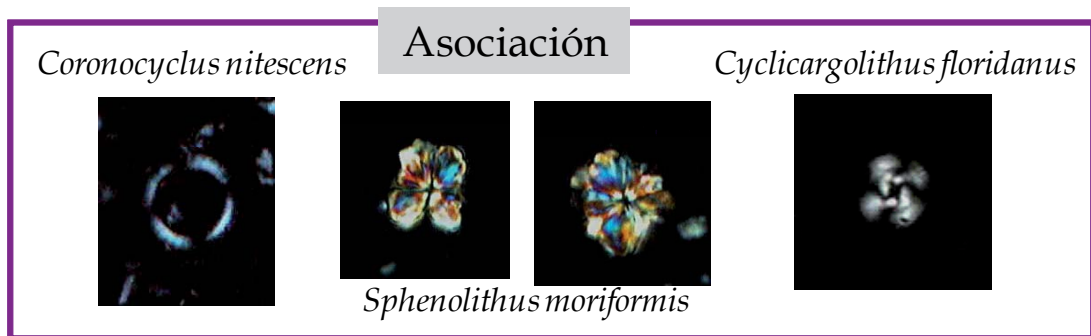 Asociación
Coronocyclus nitescens
Cyclicargolithus floridanus
Sphenolithus moriformis